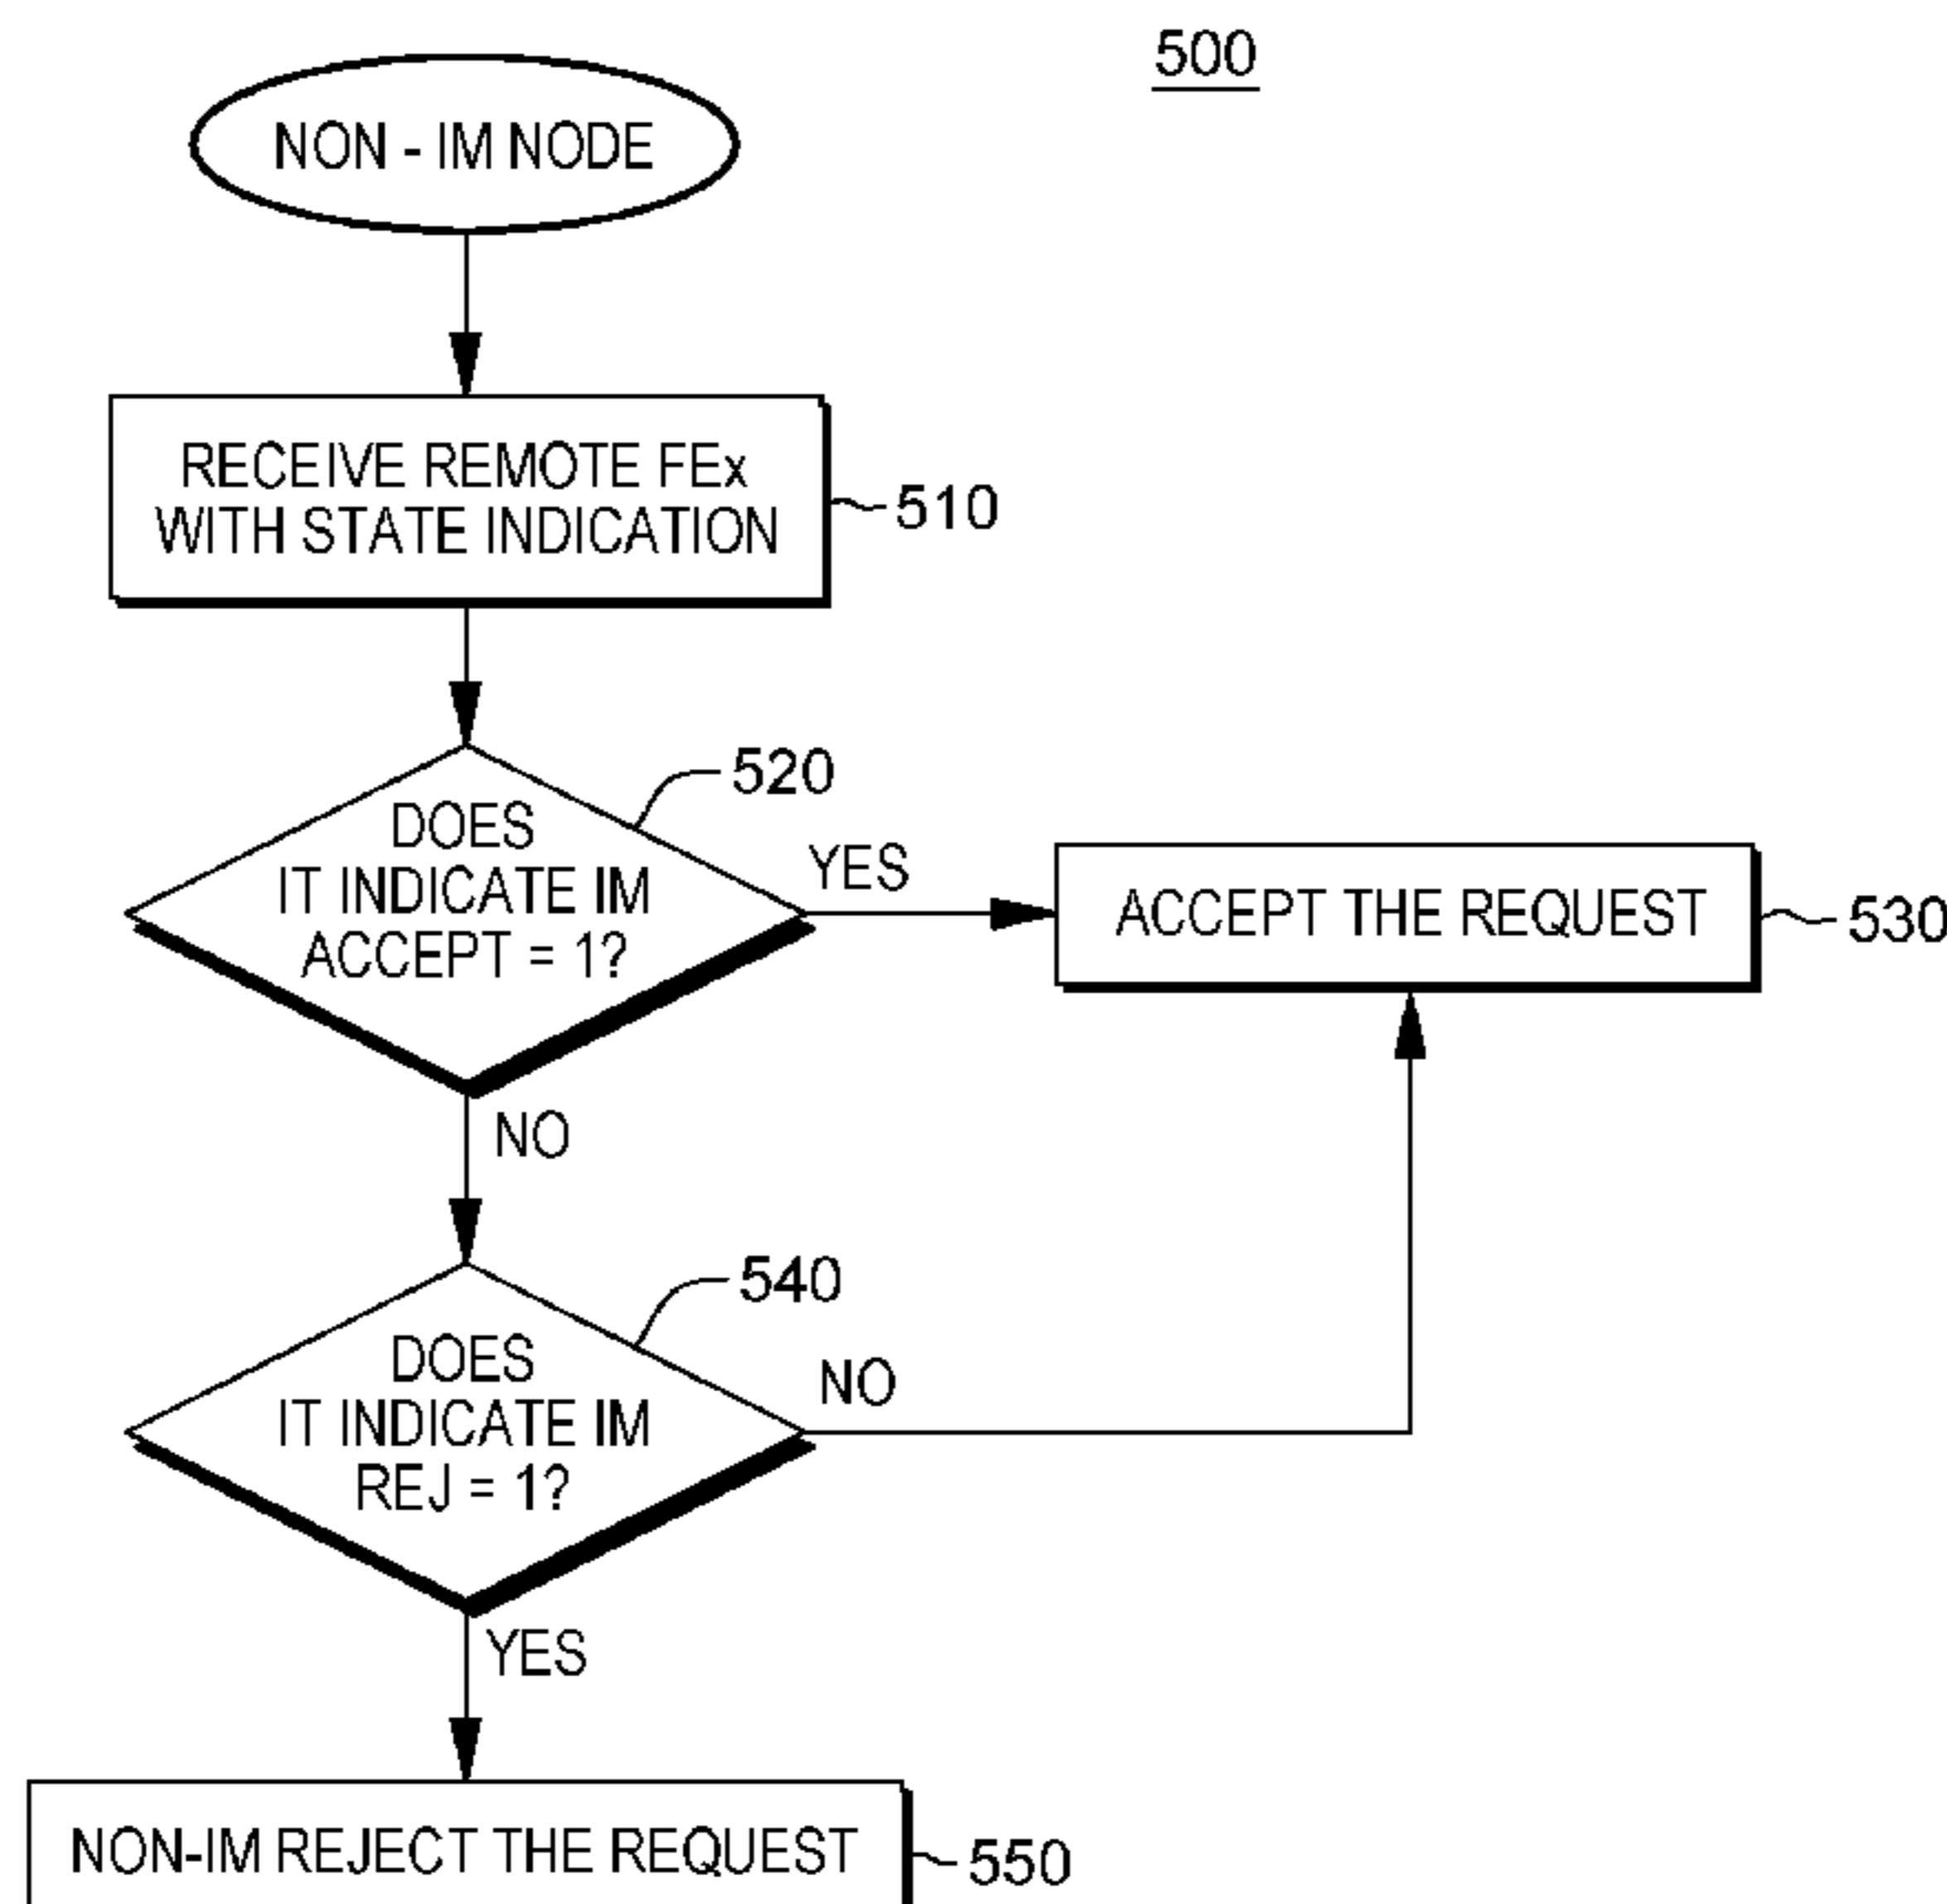 500
NON - IM NODE
RECEIVE REMOTE FEx
WITH STATE INDICATION
510
520
DOES
IT INDICATE IM
ACCEPT = 1?
YES
ACCEPT THE REQUEST
530
NO
540
DOES
IT INDICATE IM
REJ = 1?
NO
YES
NON-IM REJECT THE REQUEST
550